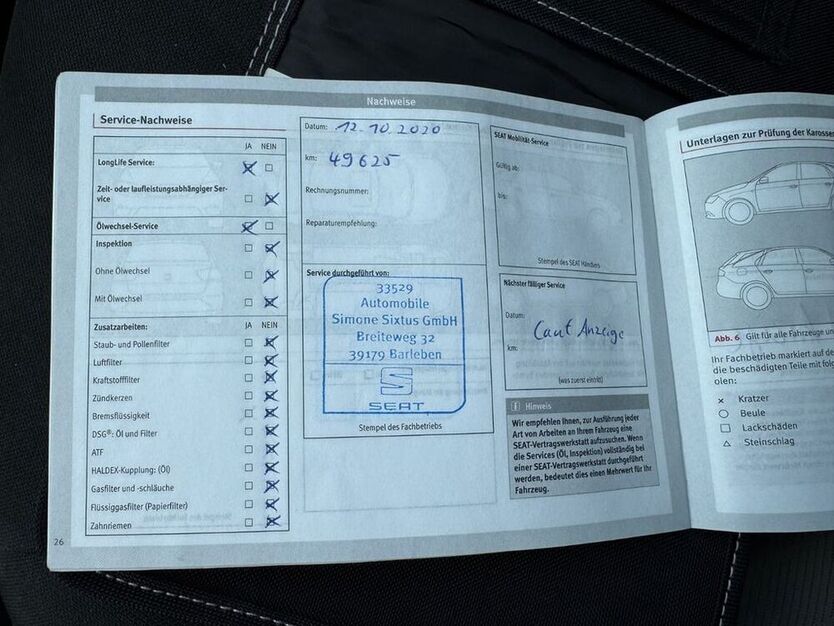 Nachweise
Service-Nachweise
JA NEIN
LongLife Service:
Zeit- oder laufleistungsabhängiger Ser-
vice
Ölwechsel-Service
Inspektion
Ohne Ölwechsel
Mit Ölwechsel
Zusatzarbeiten: JA NEIN
Staub- und Pollenfilter
Luftfilter
Kraftstofffilter
Zündkerzen
Bremsflüssigkeit
DSG®: Öl und Filter
ATF
HALDEX-Kupplung: (Öl)
Gasfilter und -schläuche
Flüssiggasfilter (Papierfilter)
Zahnriemen
26
Datum: 12.10.2020
km: 49625
Rechnungsnummer:
Reparaturempfehlung:
Service durchgeführt von:
33529
Automobile
Simone Sixtus GmbH
Breiteweg 32
39179 Barleben
SEAT
Stempel des Fachbetriebs
SEAT Mobilität-Service
Gültig ab:
bis:
Stempel des SEAT Händlers
Nächster fälliger Service
Datum:
Laut Anzeige
km:
(was zuerst eintritt)
i Hinweis
Wir empfehlen Ihnen, zur Ausführung jeder
Art von Arbeiten an Ihrem Fahrzeug eine
SEAT-Vertragswerkstatt aufzusuchen. Wenn
die Services (Öl, Inspektion) vollständig bei
einer SEAT-Vertragswerkstatt durchgeführt
werden, bedeutet dies einen Mehrwert für Ihr
Fahrzeug.
Unterlagen zur Prüfung der Karosse
Abb. 6 Gilt für alle Fahrzeuge
Ihr Fachbetrieb markiert auf de
die beschädigten Teile mit folg
olen:
Kratzer
Beule
Lackschäden
Steinschlag